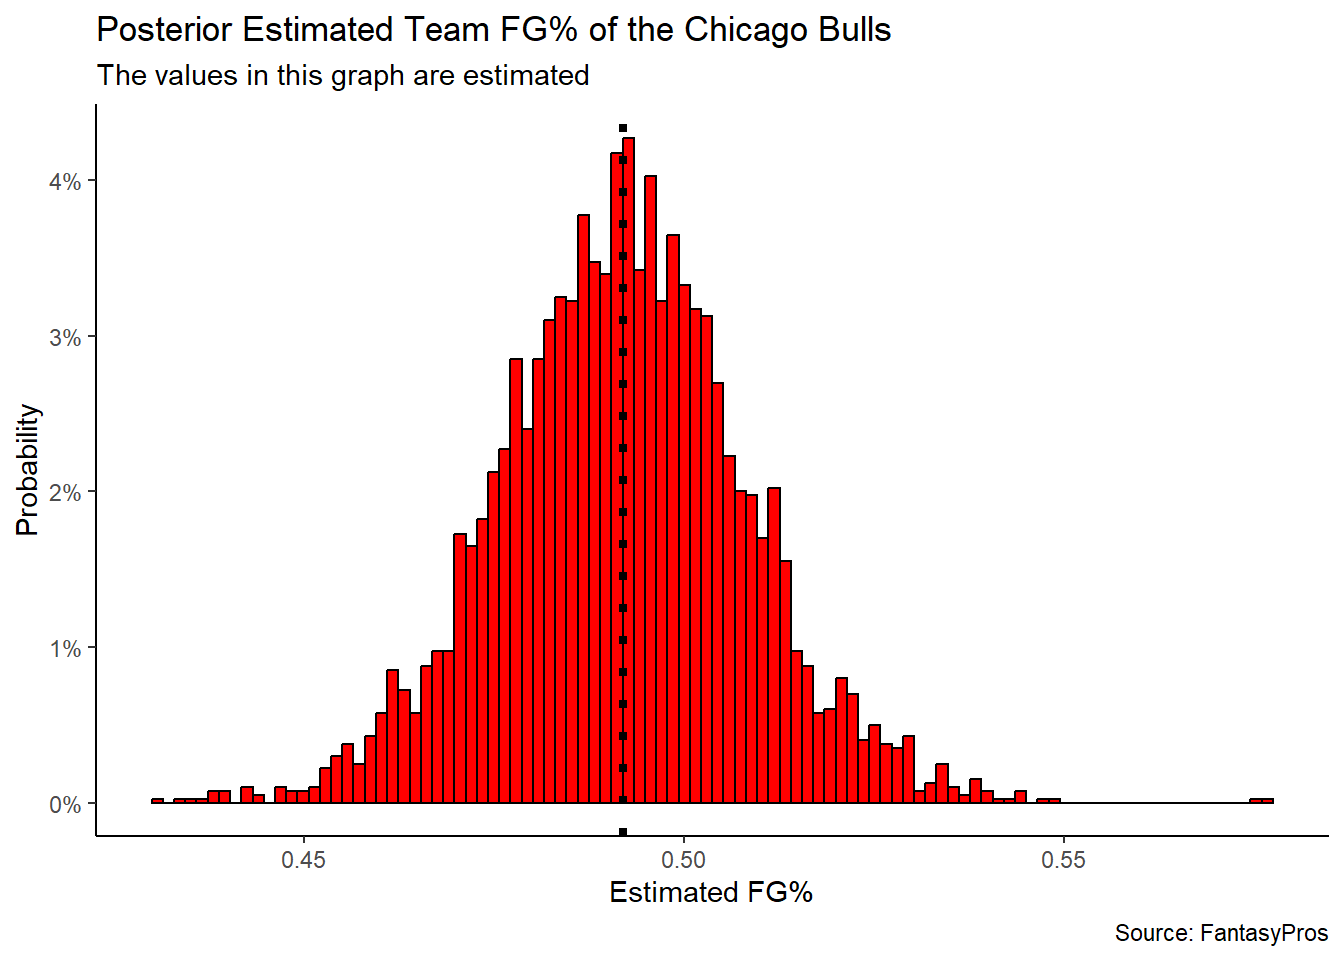 Posterior Estimated Team FG% of the Chicago Bulls
The values in this graph are estimated
4%
3%
2%
1%
0%
Probability
0.45 0.50 0.55
Estimated FG%
Source: FantasyPros